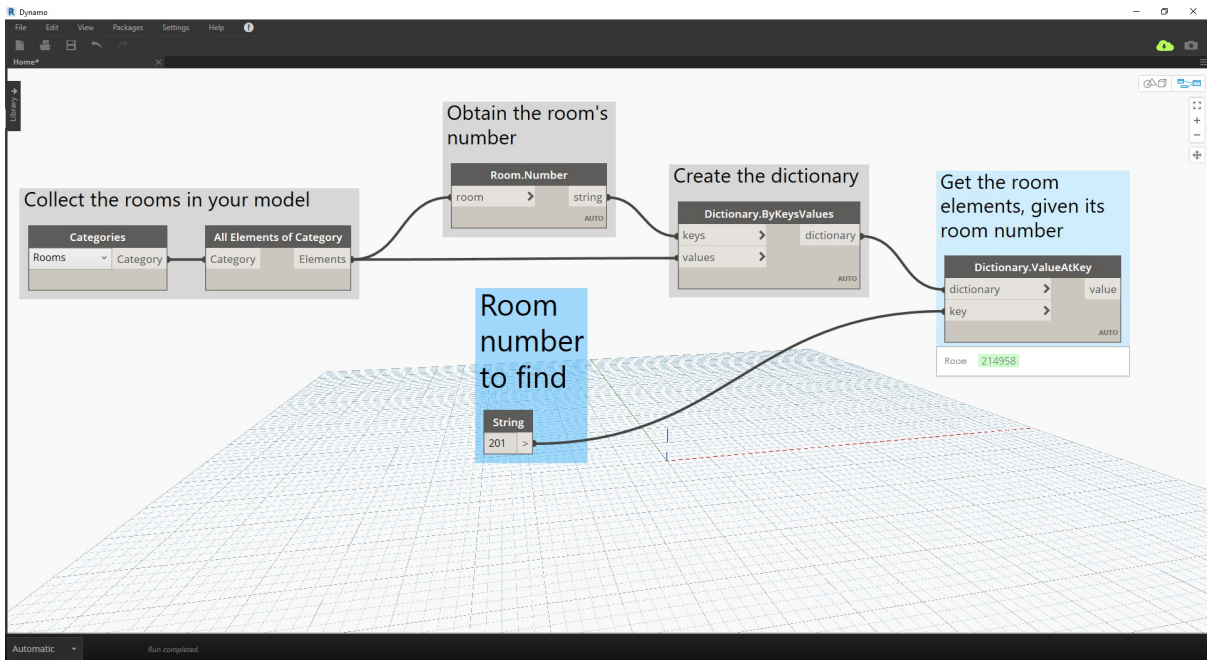 Dynamo
File Edit View Packages Settings Help
Home*
Library
Obtain the room's
number
Room.Number
room > string
AUTO
Collect the rooms in your model
Categories
Rooms Category
All Elements of Category
Category Elements
Create the dictionary
Dictionary.ByKeysValues
keys > dictionary
values >
AUTO
Get the room
elements, given its
room number
Dictionary.ValueAtKey
dictionary > value
key >
AUTO
Room 214958
Room
number
to find
String
201 >
Automatic
Run completed.